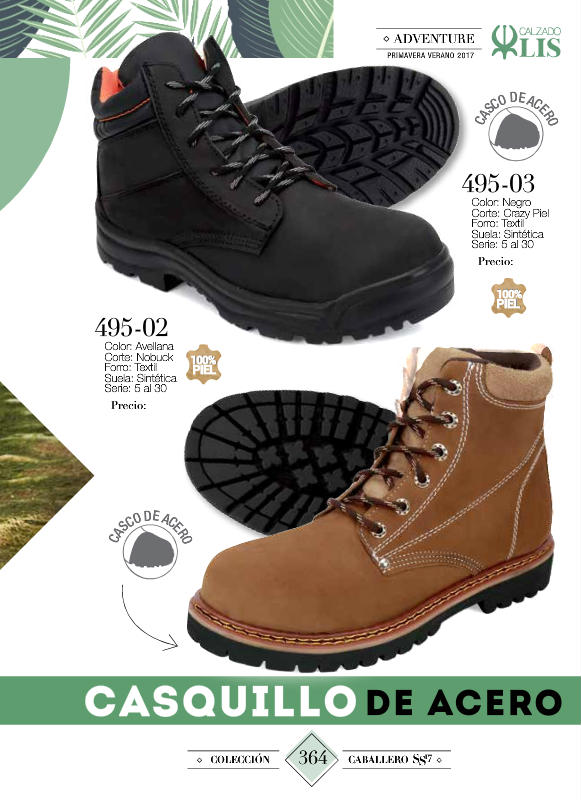 ADVENTURE
PRIMAVERA VERANO 2017
CALZADO
LIS
CASCO DE ACERO
495-03
Color: Negro
Corte: Crazy Piel
Forro: Textil
Suela: Sintética
Serie: 5 al 30
Precio:
100%
PIEL
495-02
Color: Avellana
Corte: Nobuck
Forro: Textil
Suela: Sintética
Serie: 5 al 30
Precio:
100%
PIEL
CASCO DE ACERO
CASQUILLO DE ACERO
COLECCIÓN 364 CABALLERO SS17